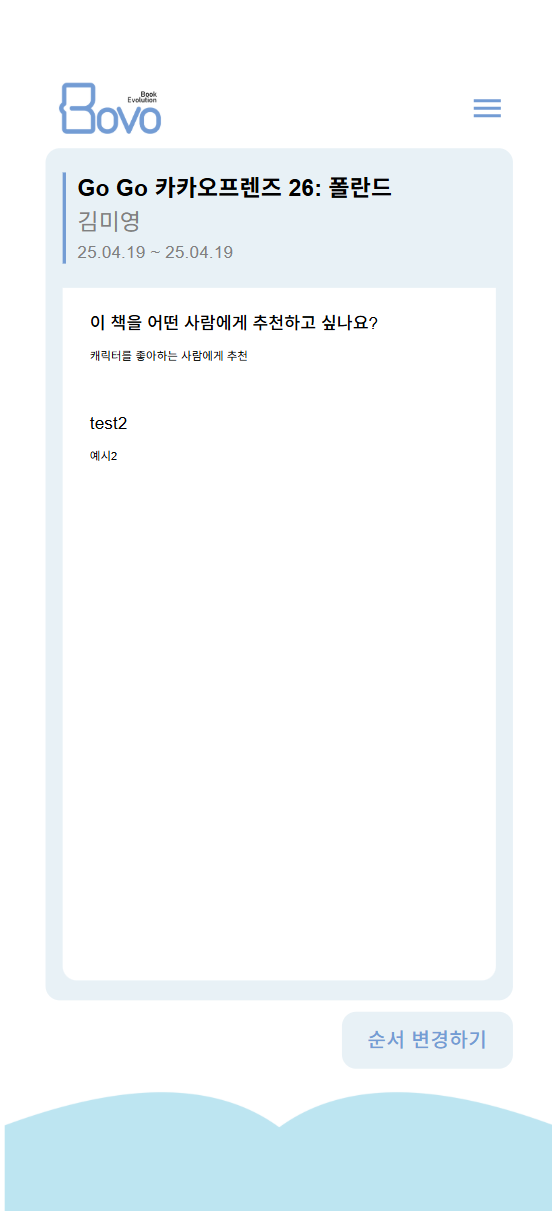 Book
Evolution
Bovo
Go Go 카카오프렌즈 26: 폴란드
김미영
25.04.19 ~ 25.04.19
이 책을 어떤 사람에게 추천하고 싶나요?
캐릭터를 좋아하는 사람에게 추천
test2
예시2
순서 변경하기